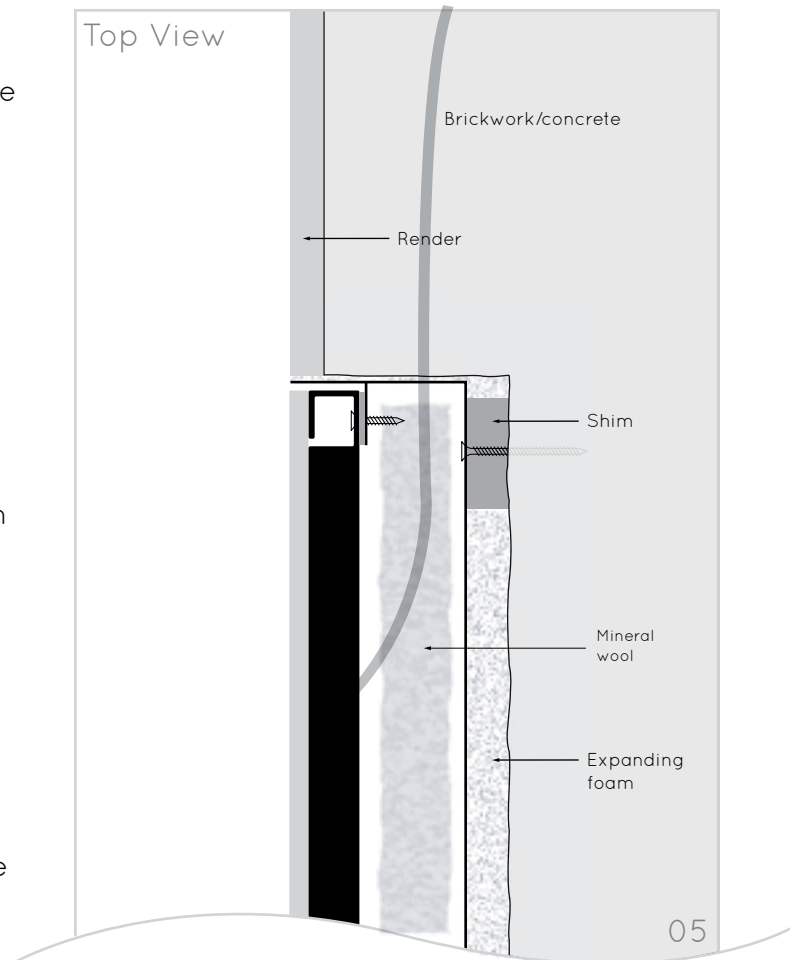 Top View
Brickwork/concrete
Render
Shim
Mineral
wool
Expanding
foam
05